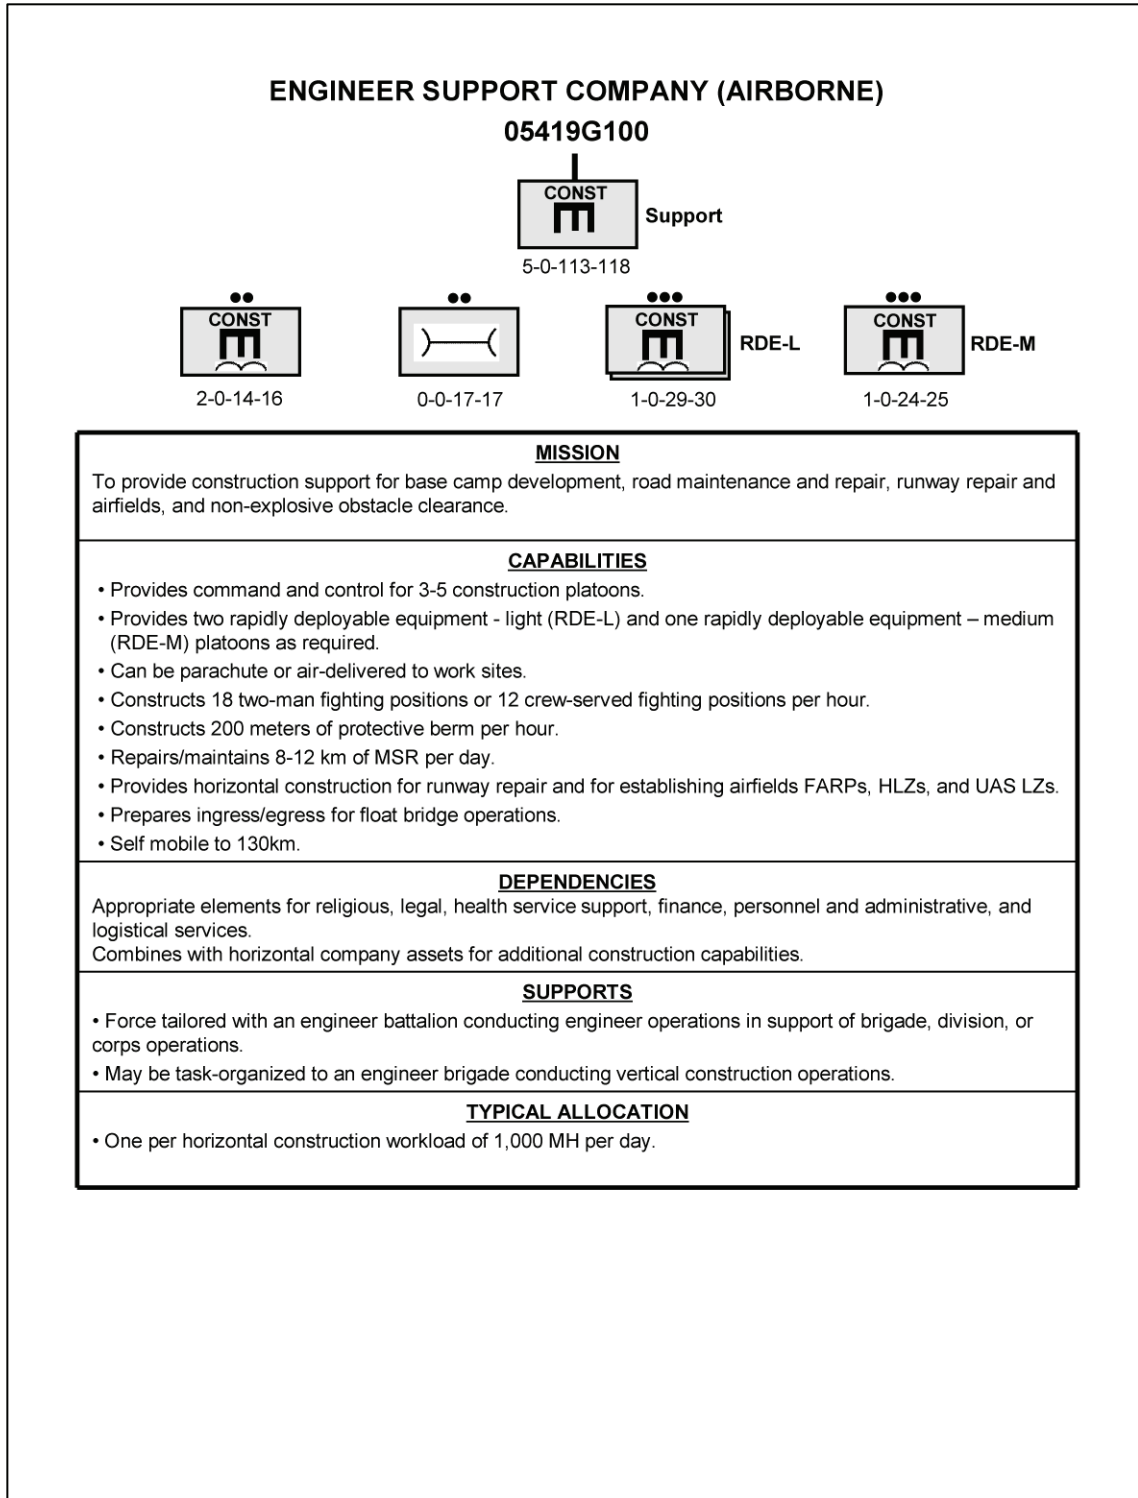 ENGINEER SUPPORT COMPANY (AIRBORNE)
05419G100
CONST
Support
5-0-113-118
CONST
2-0-14-16
0-0-17-17
CONST
RDE-L
1-0-29-30
CONST
RDE-M
1-0-24-25
MISSION
To provide construction support for base camp development, road maintenance and repair, runway repair and
airfields, and non-explosive obstacle clearance.
CAPABILITIES
• Provides command and control for 3-5 construction platoons.
• Provides two rapidly deployable equipment - light (RDE-L) and one rapidly deployable equipment – medium
(RDE-M) platoons as required.
• Can be parachute or air-delivered to work sites.
• Constructs 18 two-man fighting positions or 12 crew-served fighting positions per hour.
• Constructs 200 meters of protective berm per hour.
• Repairs/maintains 8-12 km of MSR per day.
• Provides horizontal construction for runway repair and for establishing airfields FARPs, HLZs, and UAS LZs.
• Prepares ingress/egress for float bridge operations.
• Self mobile to 130km.
DEPENDENCIES
Appropriate elements for religious, legal, health service support, finance, personnel and administrative, and
logistical services.
Combines with horizontal company assets for additional construction capabilities.
SUPPORTS
• Force tailored with an engineer battalion conducting engineer operations in support of brigade, division, or
corps operations.
• May be task-organized to an engineer brigade conducting vertical construction operations.
TYPICAL ALLOCATION
• One per horizontal construction workload of 1,000 MH per day.